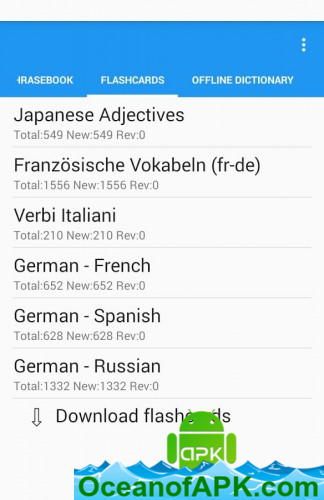 HRASEBOOK FLASHCARDS OFFLINE DICTIONARY
Japanese Adjectives
Total:549 New:549 Rev:0
Französische Vokabeln (fr-de)
Total:1556 New:1556 Rev:0
Verbi Italiani
Total:210 New:210 Rev:0
German - French
Total:652 New:652 Rev:0
German - Spanish
Total:628 New:628 Rev:0
German - Russian
Total:1332 New:1332 Rev:0
Download flashcards
APK
OceanofAPK.com